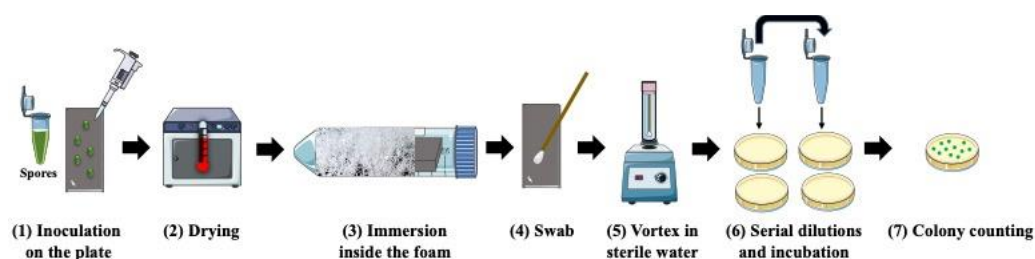 Spores
(1) Inoculation
on the plate
(2) Drying
(3) Immersion
inside the foam
(4) Swab
(5) Vortex in
sterile water
(6) Serial dilutions
and incubation
(7) Colony counting